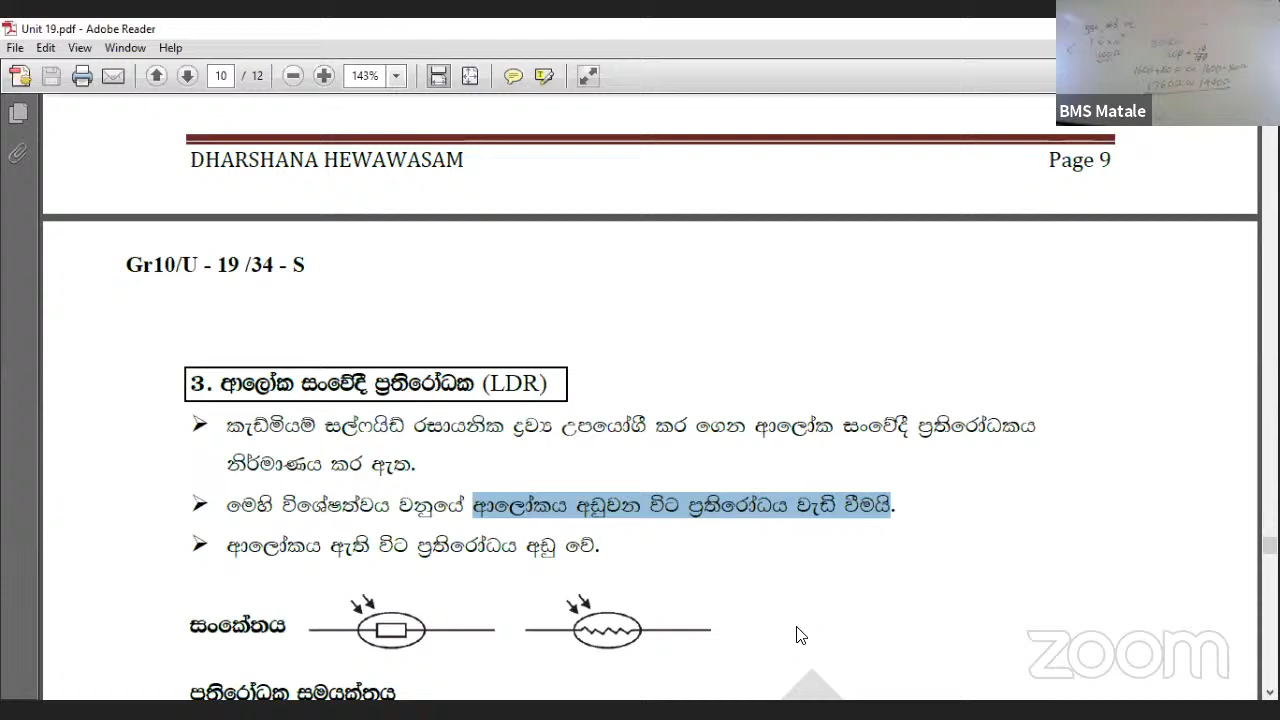 Unit 19.pdf - Adobe Reader
File Edit View Window Help
10 / 12 143%
BMS Matale
DHARSHANA HEWAWASAM Page 9
Gr10/U - 19 /34 - S
3. ආලෝක සංවේදී ප්‍රතිරෝධක (LDR)
කැඩ්මියම් සල්ෆයිඩ් රසායනික ද්‍රව්‍ය උපයෝගී කර ගෙන ආලෝක සංවේදී ප්‍රතිරෝධකය
නිර්මාණය කර ඇත.
මෙහි විශේෂත්වය වනුයේ ආලෝකය අඩුවන විට ප්‍රතිරෝධය වැඩි වීමයි.
ආලෝකය ඇති විට ප්‍රතිරෝධය අඩු වේ.
සංකේතය
zoom